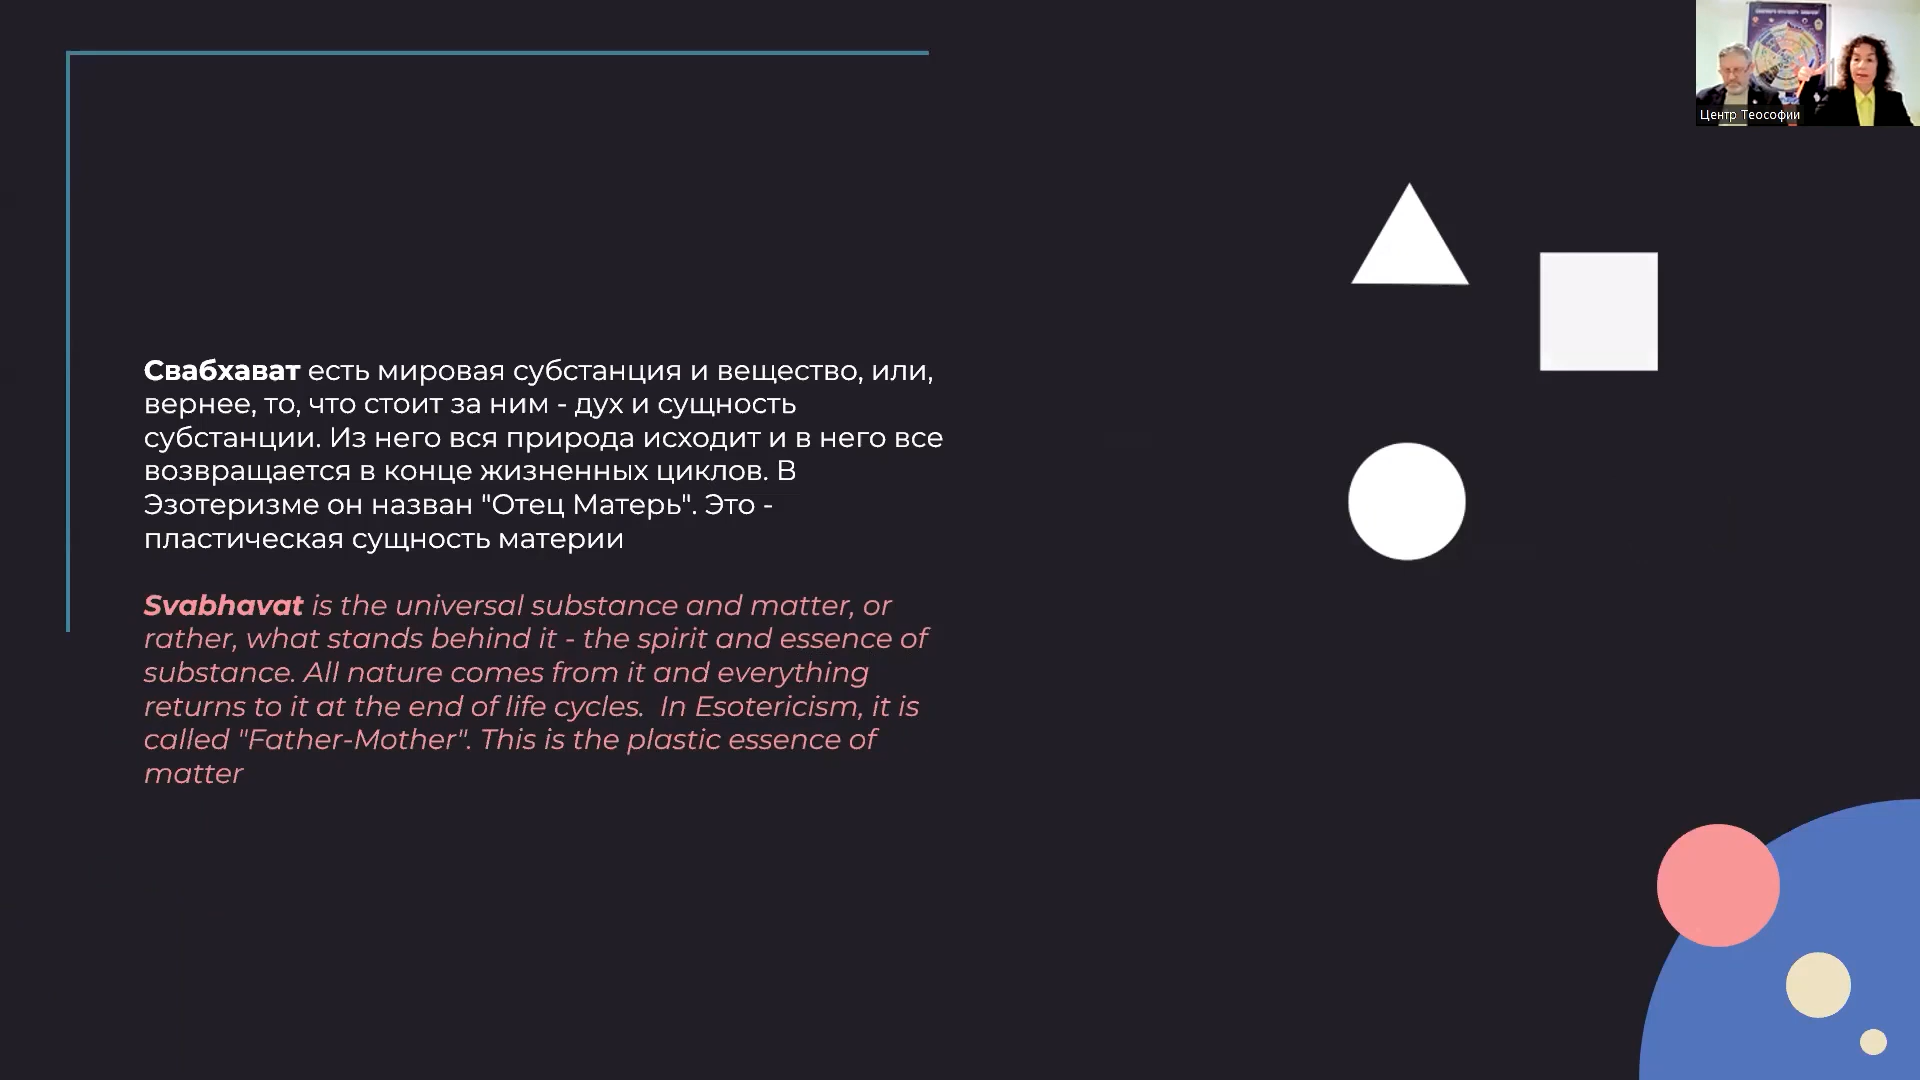 Центр Теософии
Свабхават есть мировая субстанция и вещество, или,
вернее, то, что стоит за ним - дух и сущность
субстанции. Из него вся природа исходит и в него все
возвращается в конце жизненных циклов. В
Эзотеризме он назван "Отец Матерь". Это -
пластическая сущность материи
Svabhavat is the universal substance and matter, or
rather, what stands behind it - the spirit and essence of
substance. All nature comes from it and everything
returns to it at the end of life cycles.  In Esotericism, it is
called "Father-Mother". This is the plastic essence of
matter